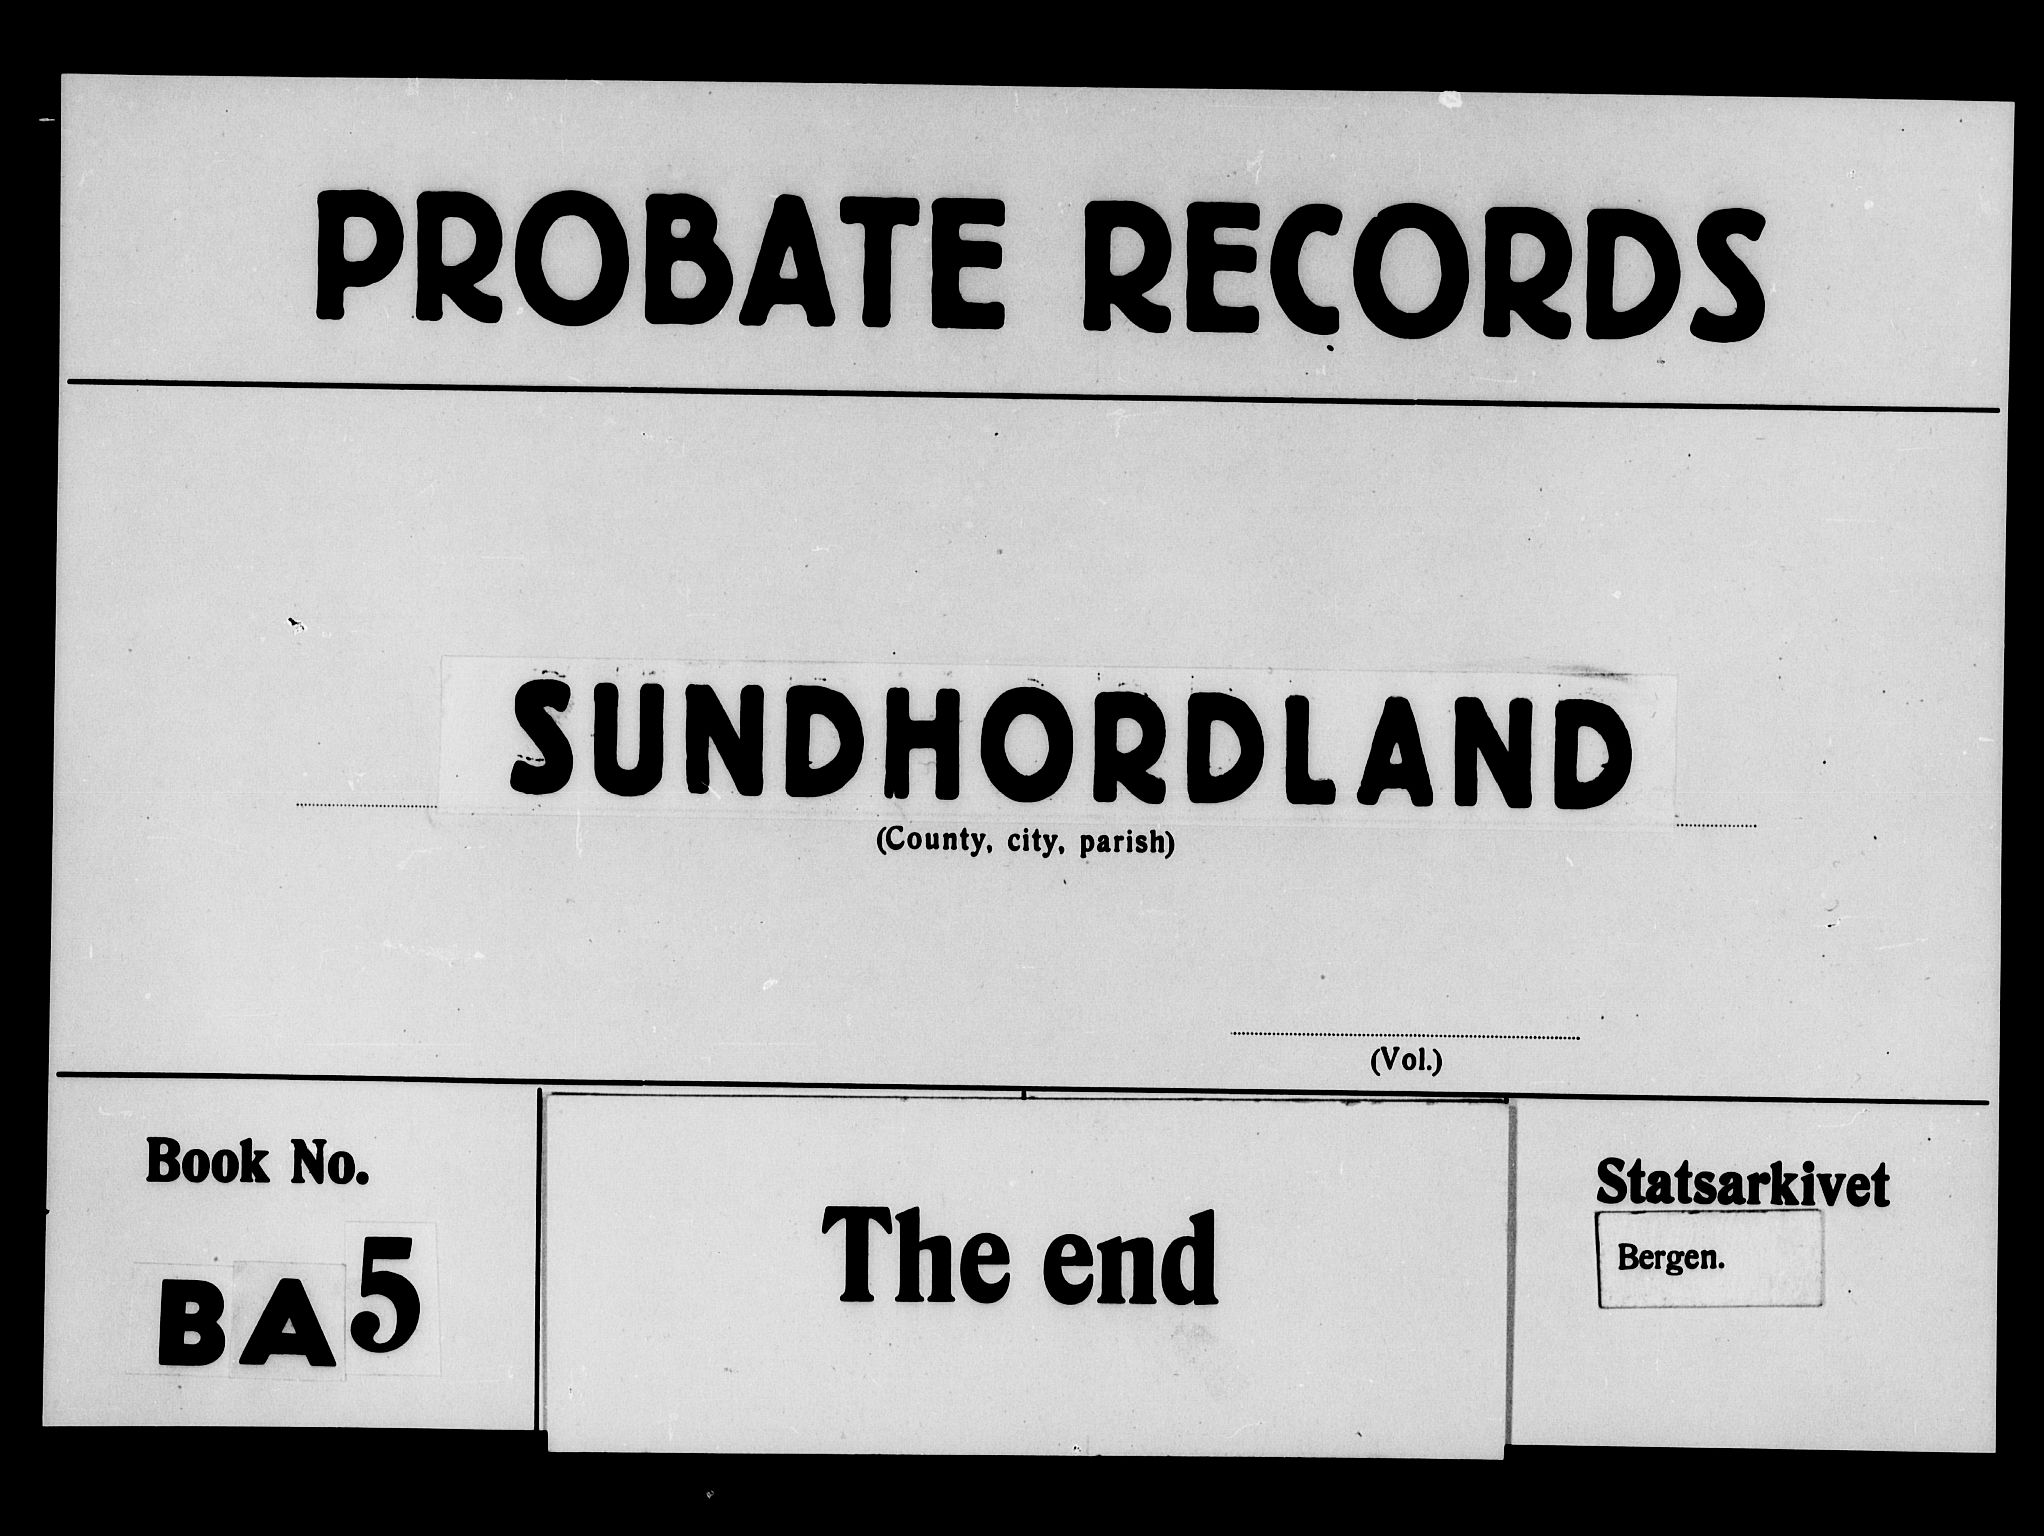 PROBATE RECORDS
SUNDHORDLAND
(County, city, parish)
(Vol.)
Book No.
BA5
The end
Statsarkivet
Bergen.